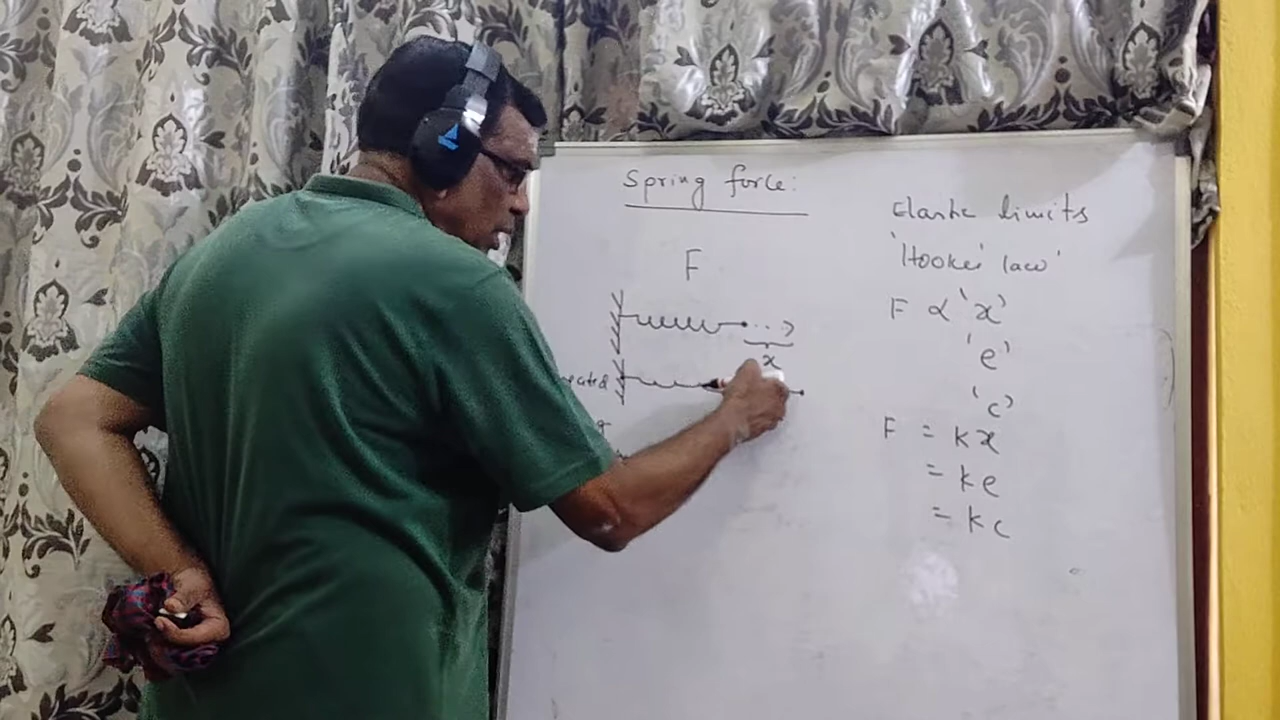 Spring force:
F
x
Elastic limits
'Hooke's law'
F ∝ 'x'
'e'
'c'
F = kx
= ke
= kc